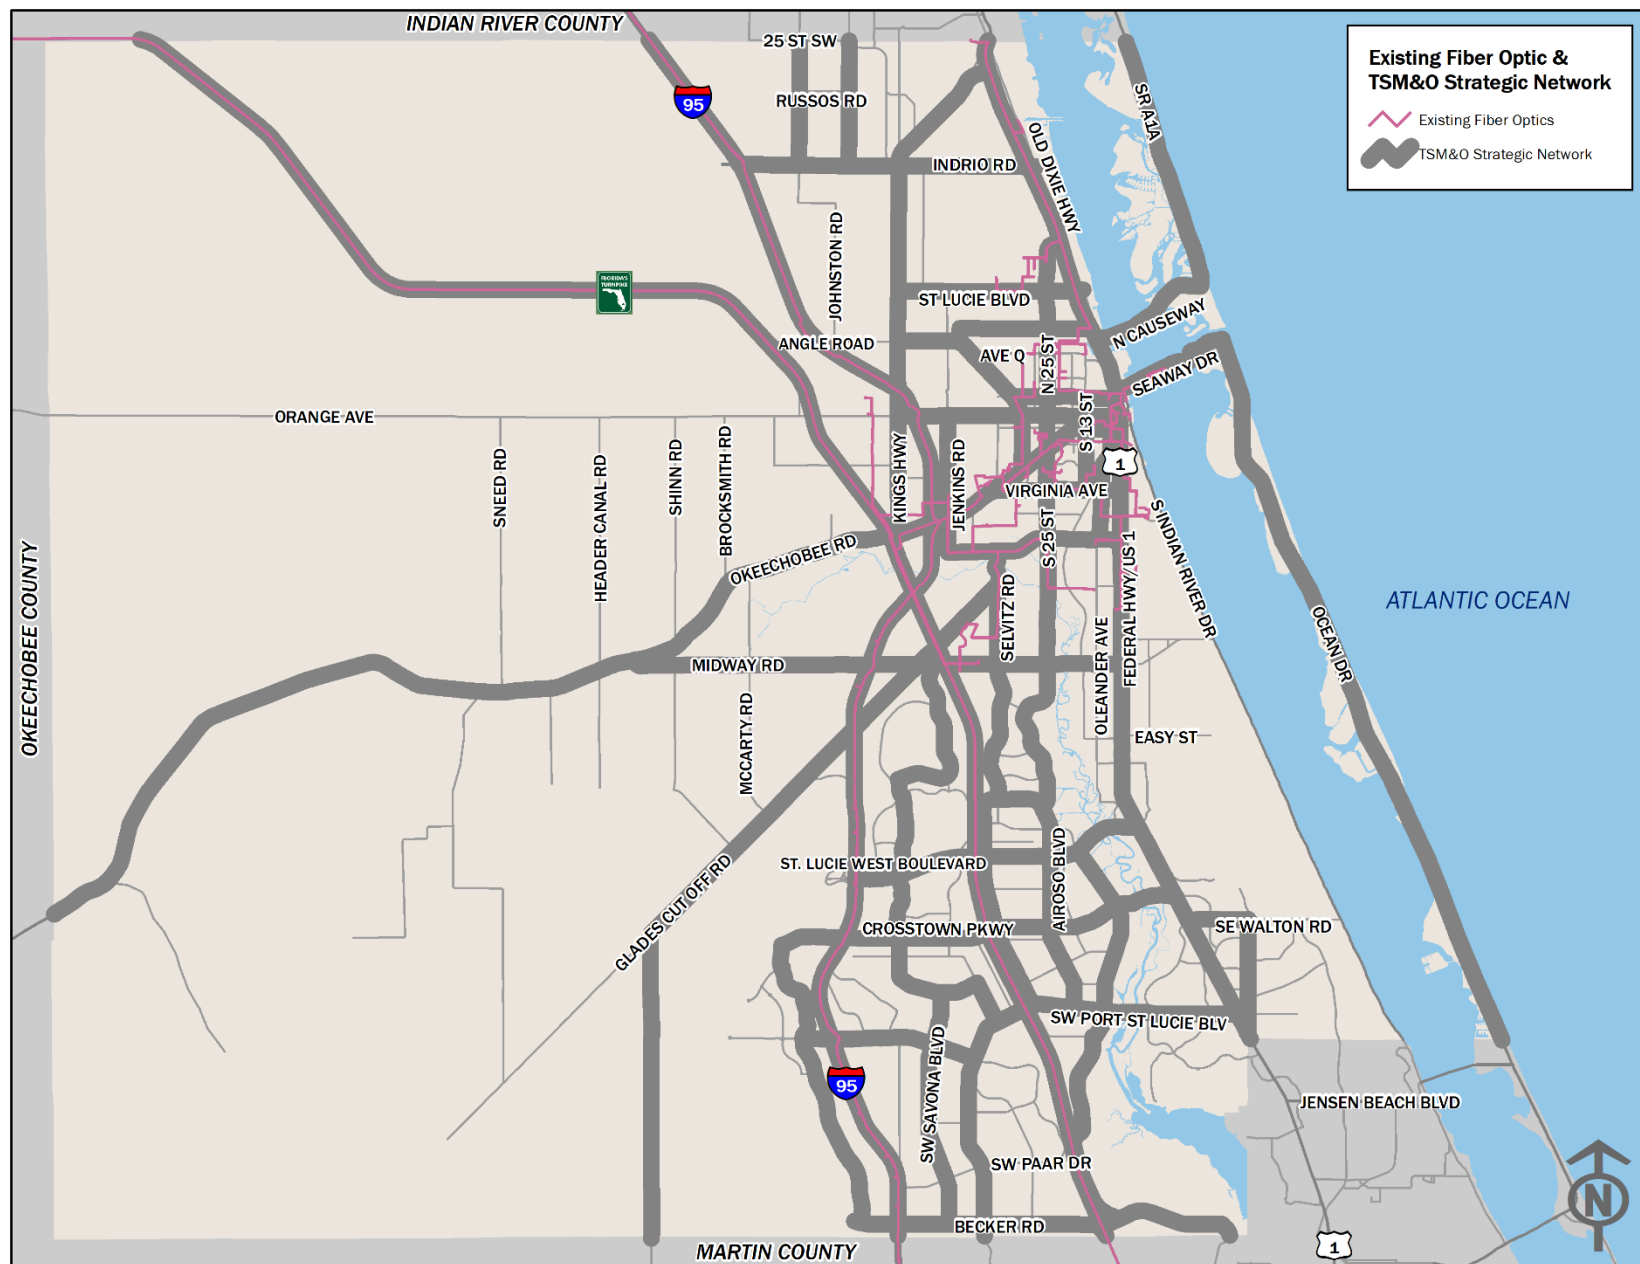 INDIAN RIVER COUNTY
25 ST SW
Existing Fiber Optic &
TSM&O Strategic Network
Existing Fiber Optics
TSM&O Strategic Network
95
RUSSOS RD
SR A1A
OLD DIXIE HWY
INDRIO RD
JOHNSTON RD
FLORIDA'S
TURNPIKE
ST LUCIE BLVD
N CAUSEWAY
ANGLE ROAD
AVE Q
N 25 ST
SEAWAY DR
ORANGE AVE
S 13 ST
SNEED RD
HEADER CANAL RD
SHINN RD
BROCKSMITH RD
KINGS HWY
JENKINS RD
1
VIRGINIA AVE
S INDIAN RIVER DR
S 25 ST
OKEECHOBEE RD
FEDERAL HWY/US 1
OKEECHOBEE COUNTY
SELVITZ RD
ATLANTIC OCEAN
OCEAN DR
OLEANDER AVE
MIDWAY RD
MCCARTY RD
EASY ST
ST. LUCIE WEST BOULEVARD
AIROSO BLVD
GLADES CUT OFF RD
CROSSTOWN PKWY
SE WALTON RD
SW PORT ST LUCIE BLV
SW SAVONA BLVD
95
JENSEN BEACH BLVD
SW PAAR DR
BECKER RD
N
MARTIN COUNTY
1